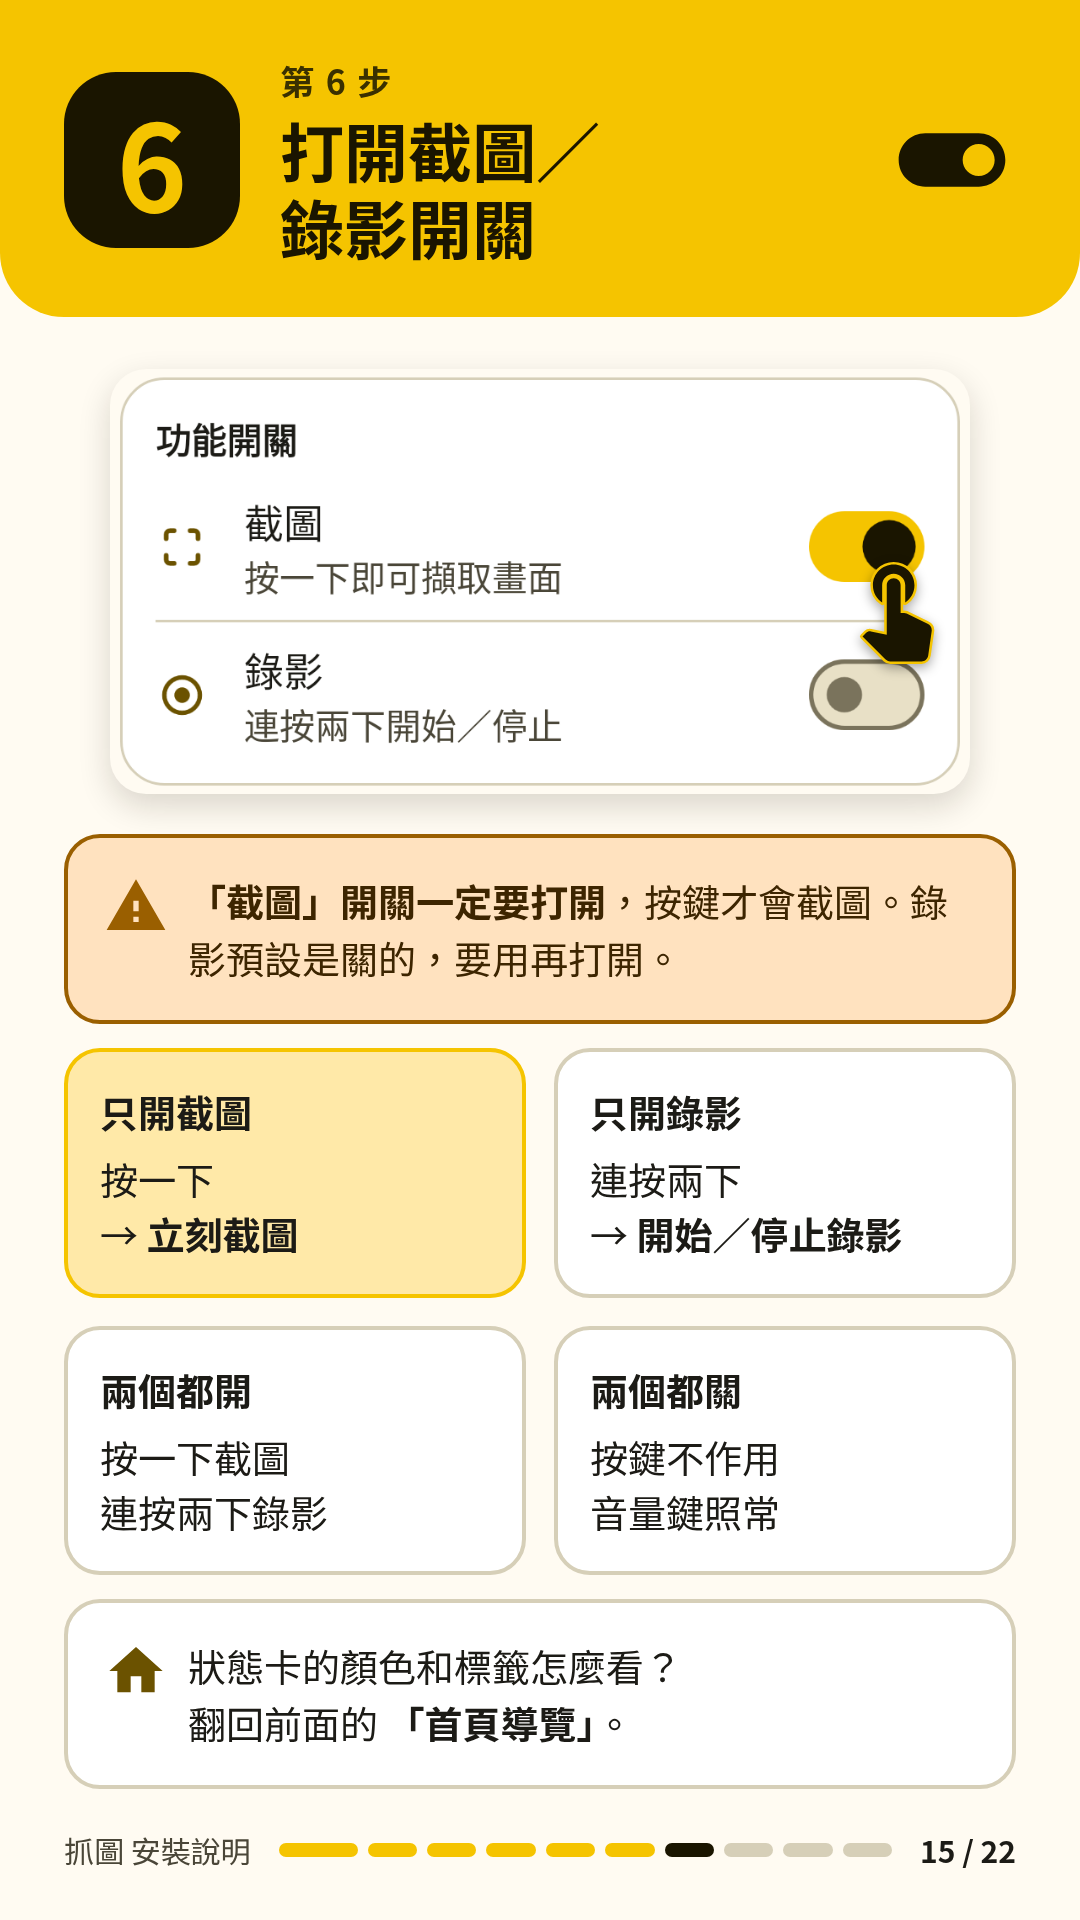 6
第 6 步
打開截圖／
錄影開關
功能開關
截圖
按一下即可擷取畫面
錄影
連按兩下開始／停止
「截圖」開關一定要打開，按鍵才會截圖。錄
影預設是關的，要用再打開。
只開截圖
按一下
→ 立刻截圖
只開錄影
連按兩下
→ 開始／停止錄影
兩個都開
按一下截圖
連按兩下錄影
兩個都關
按鍵不作用
音量鍵照常
狀態卡的顏色和標籤怎麼看？
翻回前面的「首頁導覽」。
抓圖 安裝說明
15 / 22